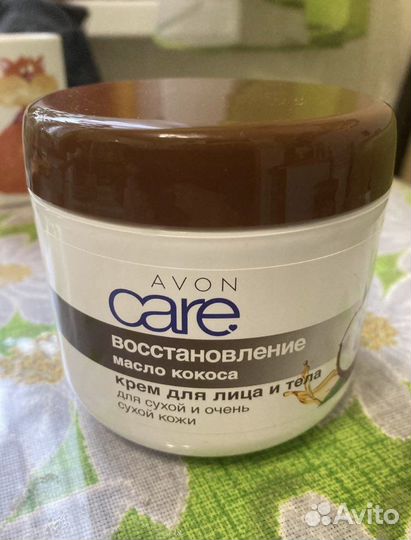 AVON
care
восстановление
масло кокоса
крем для лица и тела
для сухой и очень
сухой кожи
Avito